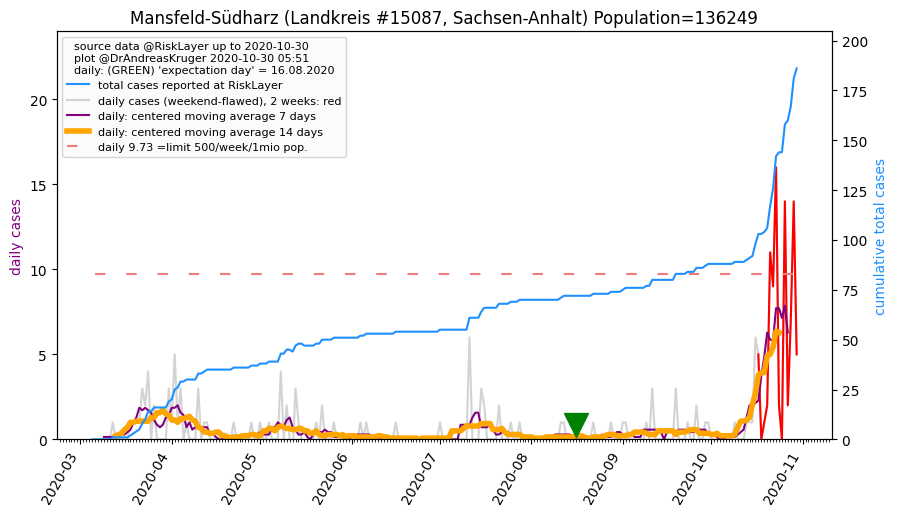 Mansfeld-Südharz (Landkreis #15087, Sachsen-Anhalt) Population=136249
source data @RiskLayer up to 2020-10-30
plot @DrAndreasKruger 2020-10-30 05:51
daily: (GREEN) 'expectation day' = 16.08.2020
total cases reported at RiskLayer
daily cases (weekend-flawed), 2 weeks: red
daily: centered moving average 7 days
daily: centered moving average 14 days
daily 9.73 =limit 500/week/1mio pop.
daily cases
20
15
10
5
0
cumulative total cases
200
175
150
125
100
75
50
25
0
2020-03
2020-04
2020-05
2020-06
2020-07
2020-08
2020-09
2020-10
2020-11